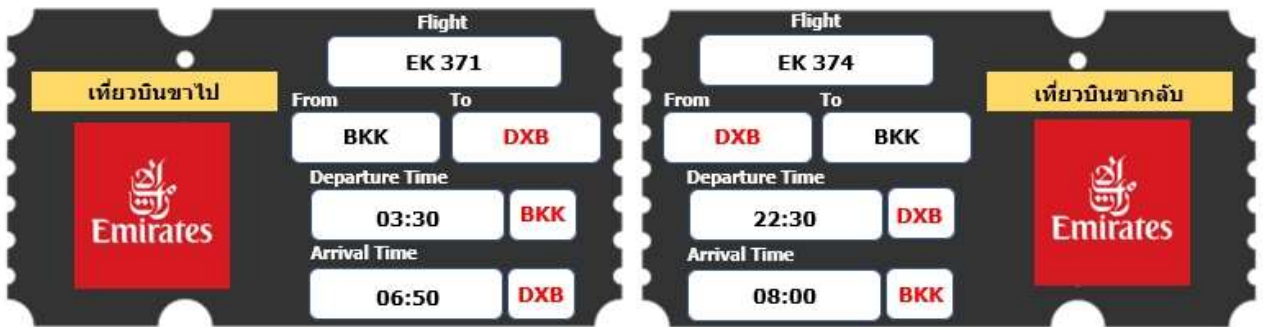 Flight
EK 371
เที่ยวบินขาไป
From To
BKK DXB
الإمارات
Emirates
Departure Time
03:30 BKK
Arrival Time
06:50 DXB
Flight
EK 374
เที่ยวบินขากลับ
From To
DXB BKK
الإمارات
Emirates
Departure Time
22:30 DXB
Arrival Time
08:00 BKK